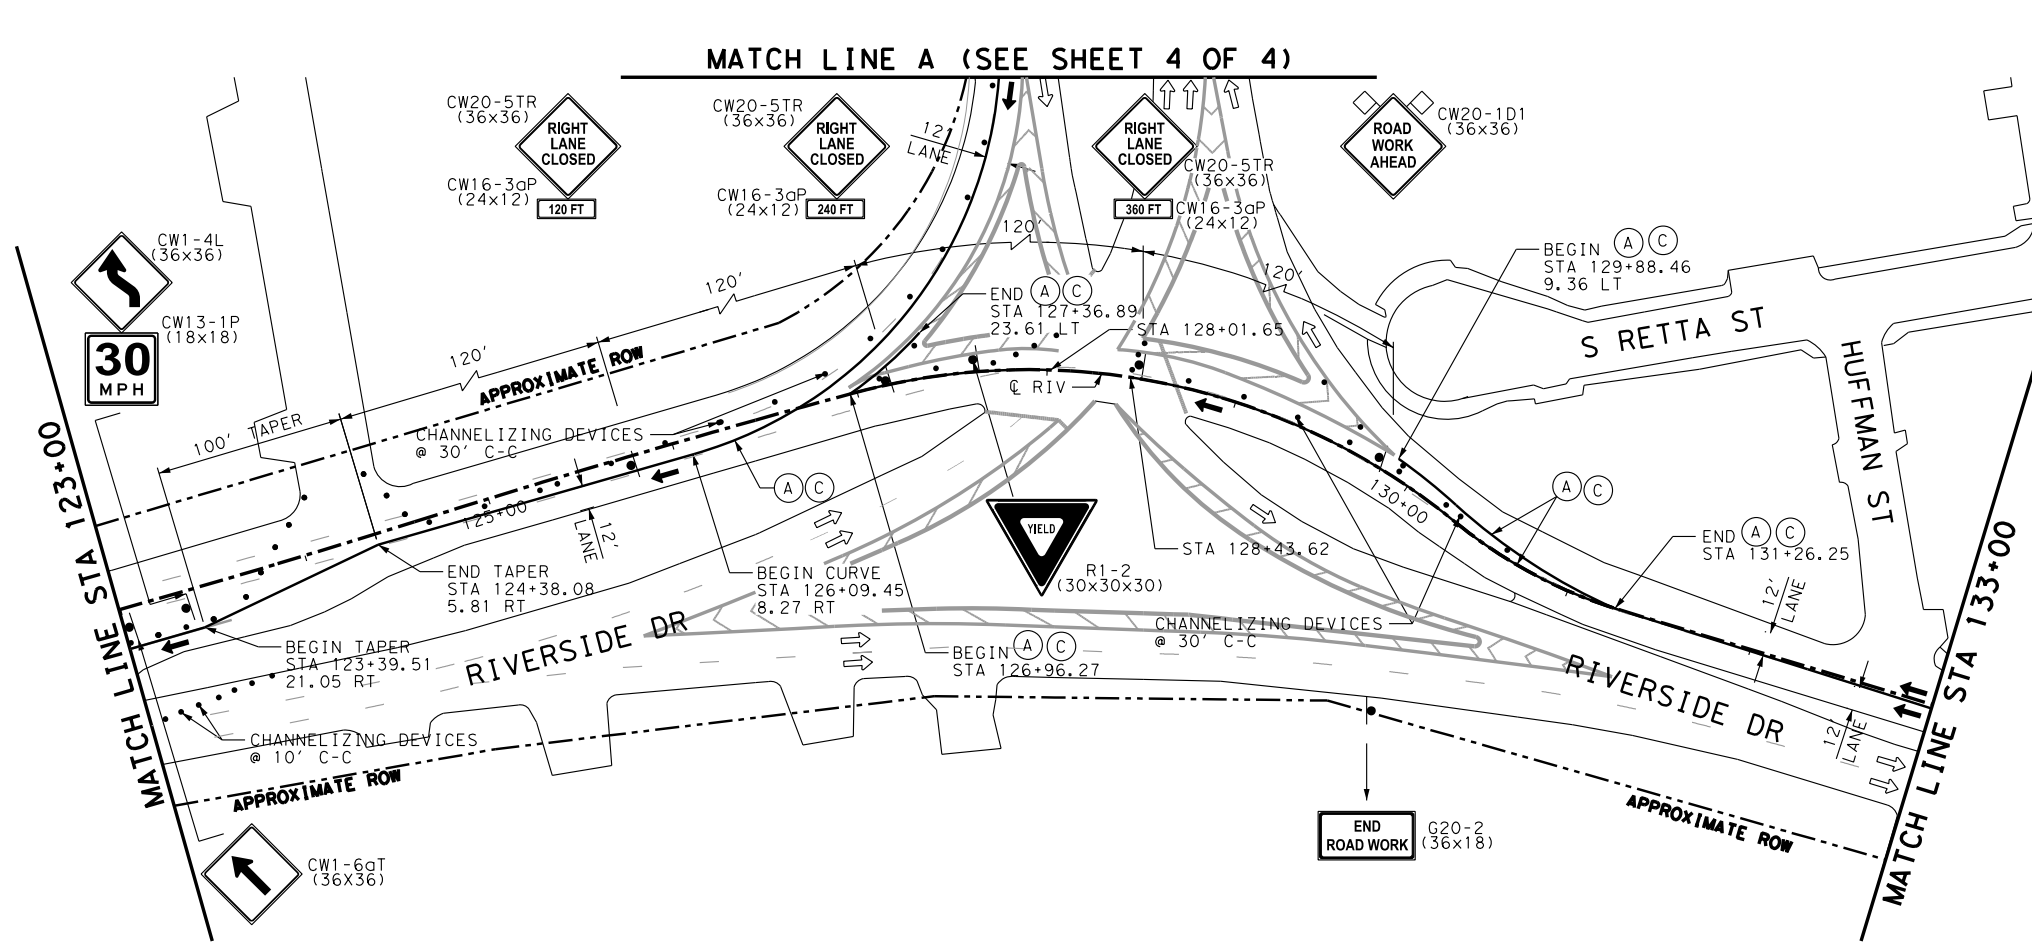 MATCH LINE A (SEE SHEET 4 OF 4)
CW20-5TR
(36x36)
RIGHT
LANE
CLOSED
CW16-3aP
(24x12)
120 FT
CW20-5TR
(36x36)
RIGHT
LANE
CLOSED
CW16-3aP
(24x12)
240 FT
12'
LANE
RIGHT
LANE
CLOSED
CW20-5TR
(36x36)
360 FT
CW16-3aP
(24x12)
ROAD
WORK
AHEAD
CW20-1D1
(36x36)
CW1-4L
(36x36)
CW13-1P
(18x18)
30
MPH
120'
120'
120'
120'
100' TAPER
APPROXIMATE ROW
BEGIN A C
STA 129+88.46
9.36 LT
END A C
STA 127+36.89
23.61 LT
STA 128+01.65
℄ RIV
S RETTA ST
HUFFMAN ST
CHANNELIZING DEVICES
@ 30' C-C
A C
125+00
12'
LANE
130+00
A C
YIELD
R1-2
(30x30x30)
STA 128+43.62
END A C
STA 131+26.25
12'
LANE
END TAPER
STA 124+38.08
5.81 RT
BEGIN CURVE
STA 126+09.45
8.27 RT
BEGIN TAPER
STA 123+39.51
21.05 RT
RIVERSIDE DR
BEGIN A C
STA 126+96.27
CHANNELIZING DEVICES
@ 30' C-C
RIVERSIDE DR
12'
LANE
CHANNELIZING DEVICES
@ 10' C-C
APPROXIMATE ROW
APPROXIMATE ROW
END
ROAD WORK
G20-2
(36x18)
CW1-6aT
(36X36)
MATCH LINE STA 123+00
MATCH LINE STA 133+00